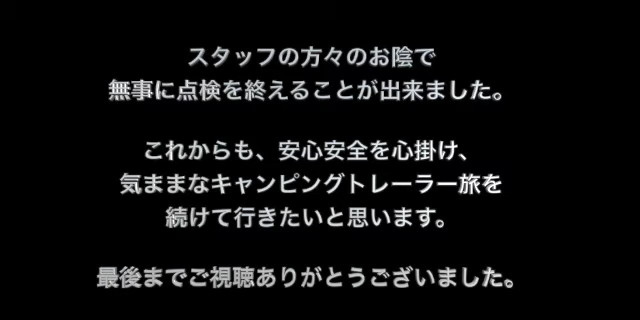 スタッフの方々のお陰で
無事に点検を終えることが出来ました。
これからも、安心安全を心掛け、
気ままなキャンピングトレーラー旅を
続けて行きたいと思います。
最後までご視聴ありがとうございました。